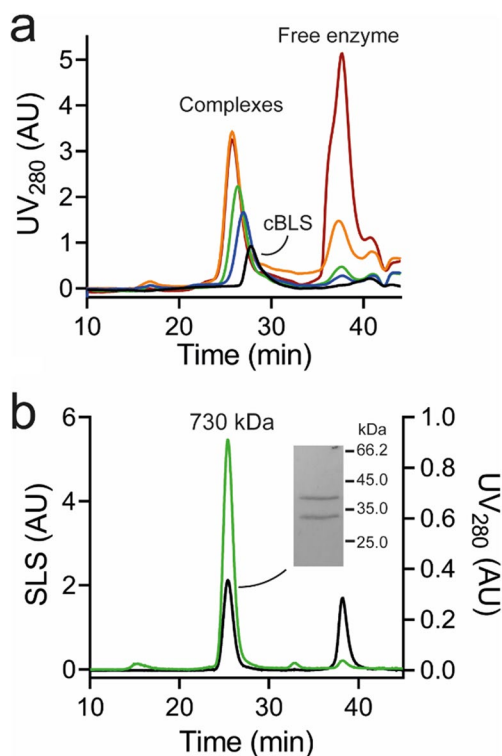 a
Free enzyme
Complexes
cBLS
UV280 (AU)
5
4
3
2
1
0
10 20 30 40
Time (min)
b
730 kDa
kDa
66.2
45.0
35.0
25.0
SLS (AU)
6
4
2
0
UV280 (AU)
1.0
0.8
0.6
0.4
0.2
0.0
10 20 30 40
Time (min)